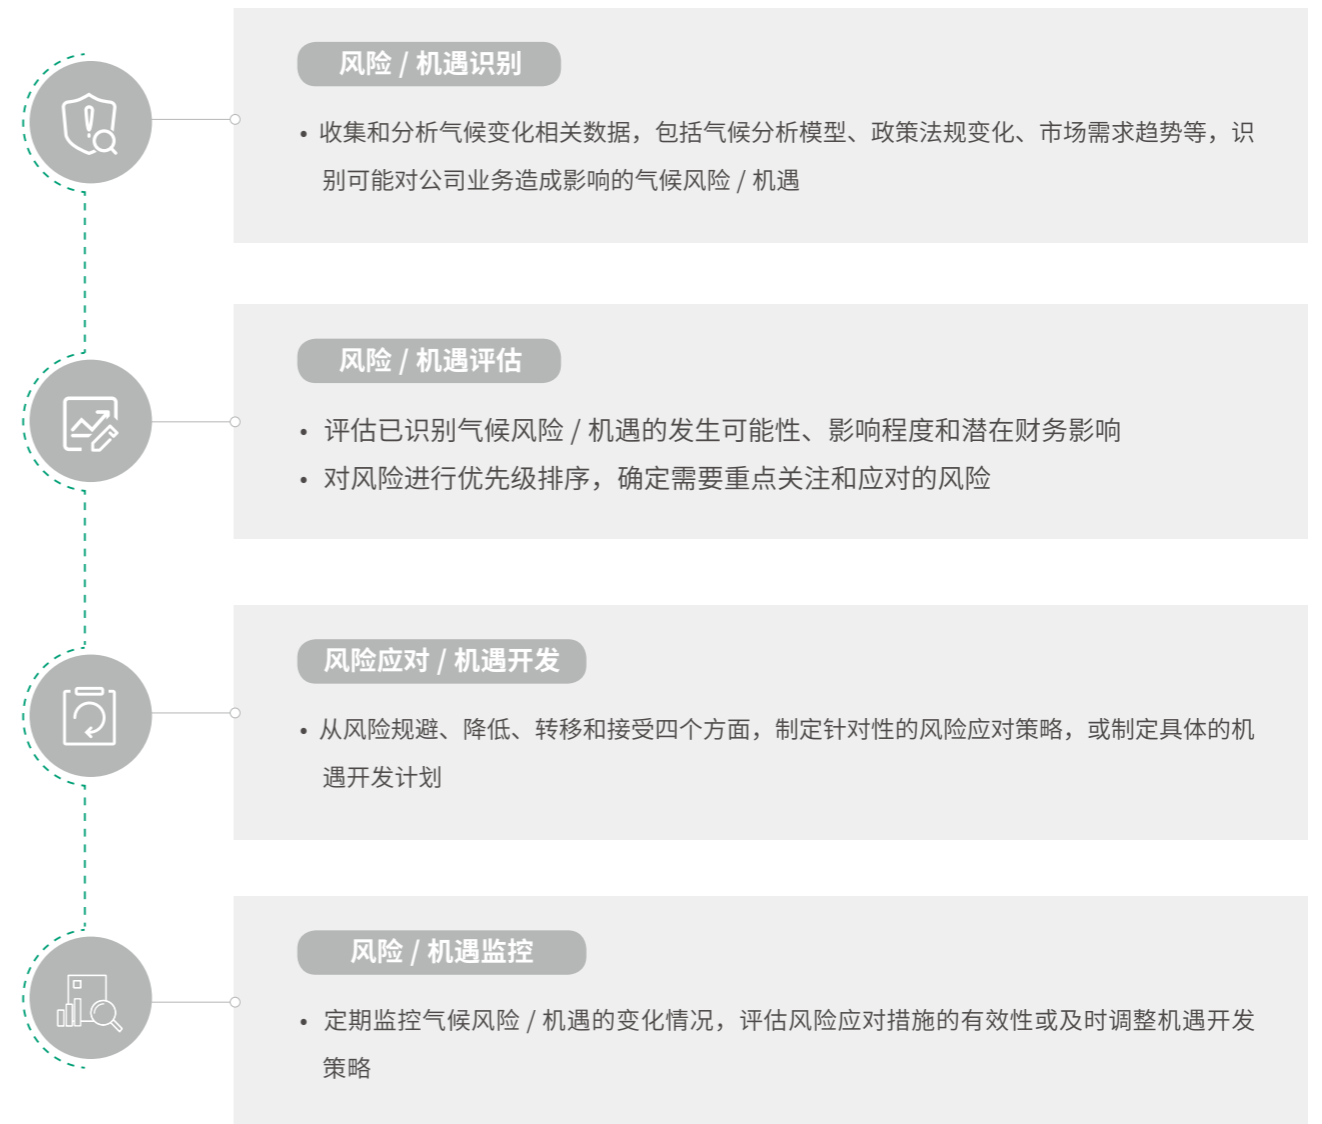 风险 / 机遇识别
• 收集和分析气候变化相关数据，包括气候分析模型、政策法规变化、市场需求趋势等，识
别可能对公司业务造成影响的气候风险 / 机遇
风险 / 机遇评估
• 评估已识别气候风险 / 机遇的发生可能性、影响程度和潜在财务影响
• 对风险进行优先级排序，确定需要重点关注和应对的风险
风险应对 / 机遇开发
• 从风险规避、降低、转移和接受四个方面，制定针对性的风险应对策略，或制定具体的机
遇开发计划
风险 / 机遇监控
• 定期监控气候风险 / 机遇的变化情况，评估风险应对措施的有效性或及时调整机遇开发
策略